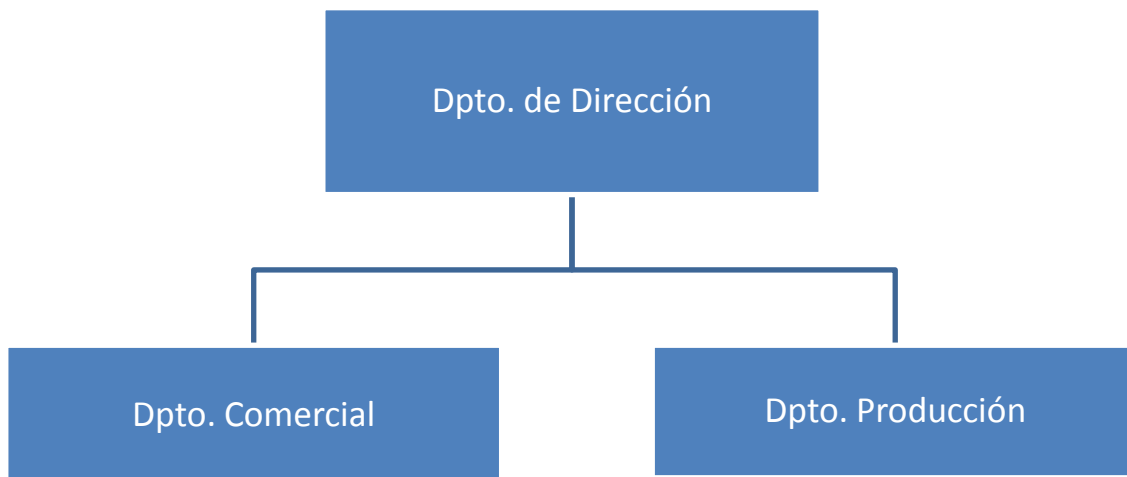 Dpto. de Dirección
Dpto. Comercial
Dpto. Producción